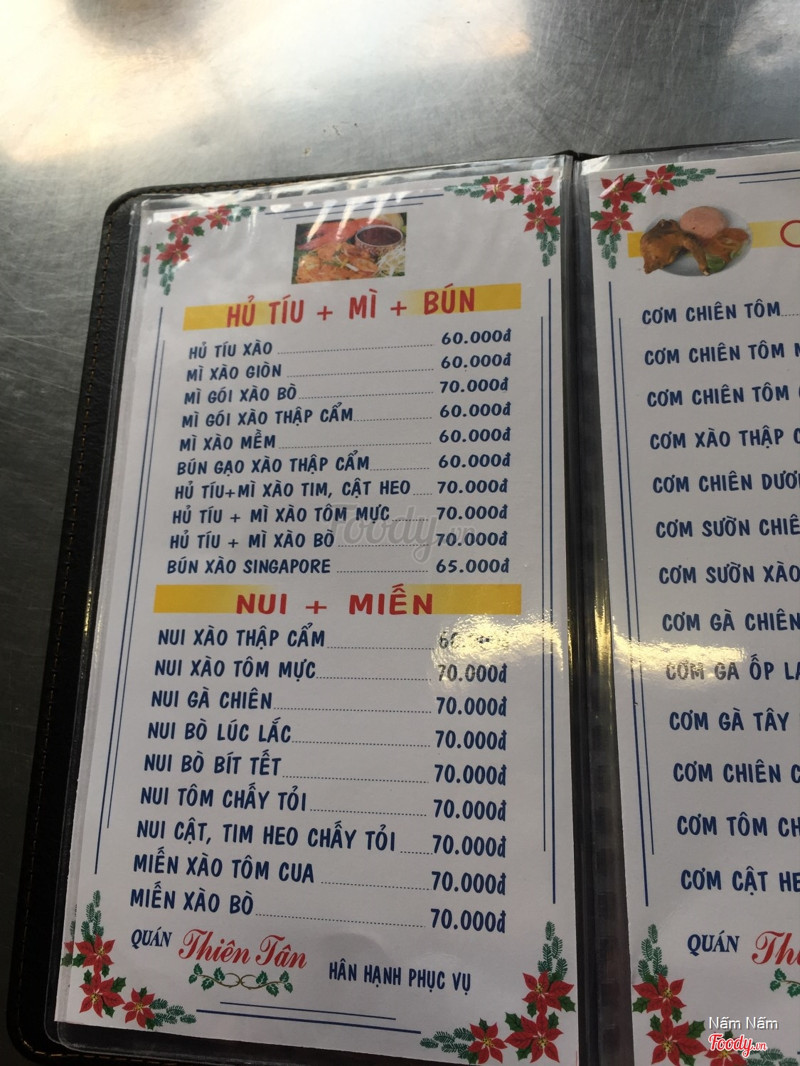 HỦ TÍU + MÌ + BÚN
HỦ TÍU XÀO 60.000đ
MÌ XÀO GIÒN 60.000đ
MÌ GÓI XÀO BÒ 70.000đ
MÌ GÓI XÀO THẬP CẨM 60.000đ
MÌ XÀO MỀM 60.000đ
BÚN GẠO XÀO THẬP CẨM 60.000đ
HỦ TÍU+MÌ XÀO TIM, CẬT HEO 70.000đ
HỦ TÍU + MÌ XÀO TÔM MỰC 70.000đ
HỦ TÍU + MÌ XÀO BÒ 70.000đ
BÚN XÀO SINGAPORE 65.000đ
NUI + MIẾN
NUI XÀO THẬP CẨM
NUI XÀO TÔM MỰC 70.000đ
NUI GÀ CHIÊN 70.000đ
NUI BÒ LÚC LẮC 70.000đ
NUI BÒ BÍT TẾT 70.000đ
NUI TÔM CHẤY TỎI 70.000đ
NUI CẬT, TIM HEO CHẤY TỎI 70.000đ
MIẾN XÀO TÔM CUA 70.000đ
MIẾN XÀO BÒ 70.000đ
QUÁN Thiên Tân HÂN HẠNH PHỤC VỤ
CƠM CHIÊN TÔM
CƠM CHIÊN TÔM
CƠM CHIÊN TÔM
CƠM XÀO THẬP
CƠM CHIÊN
CƠM SƯỜN
CƠM SƯỜN XÀO
CƠM GÀ CHIÊN
CƠM GÀ ỐP
CƠM GÀ TÂY
CƠM CHIÊN
CƠM TÔM
CƠM CẬT
QUÁN
Foody.vn
Nấm Nấm
Foody.vn